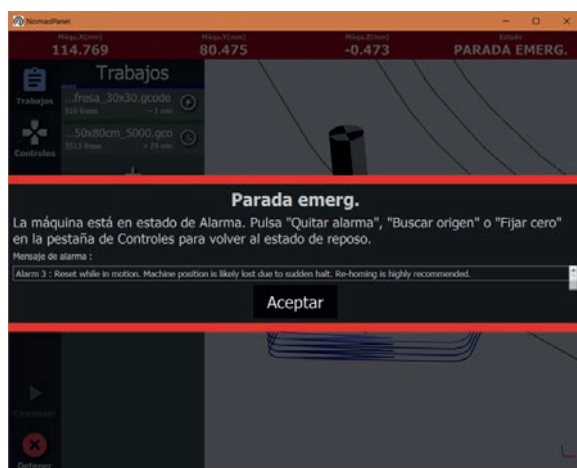 NomadPanel
Máqu.X(mm) Máqu.Y(mm) Máqu.Z(mm) Estado
114.769 80.475 -0.473 PARADA EMERG.
Trabajos
...fresa_30x30.gcode
516 líneas ~ 1 min
Trabajos
...50x80cm_5000.gco
5513 líneas > 20 min
Controles
Parada emerg.
La máquina está en estado de Alarma. Pulsa "Quitar alarma", "Buscar origen" o "Fijar cero"
en la pestaña de Controles para volver al estado de reposo.
Mensaje de alarma :
Alarm 3 : Reset while in motion. Machine position is likely lost due to sudden halt. Re-homing is highly recommended.
Aceptar
Comenzar
Detener